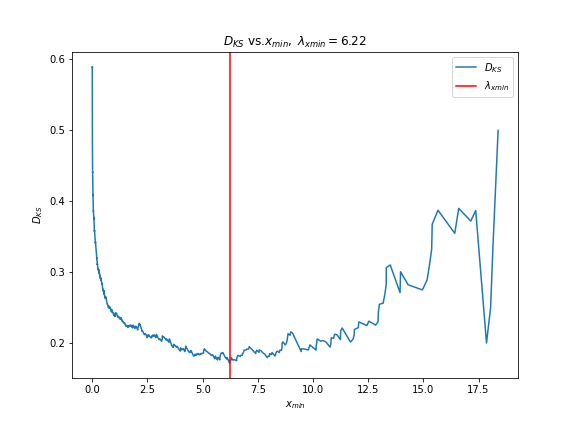 D_KS vs.x_min, λ_xmin = 6.22
D_KS
λ_xmin
0.6
0.5
0.4
0.3
0.2
D_KS
0.0 2.5 5.0 7.5 10.0 12.5 15.0 17.5
x_min